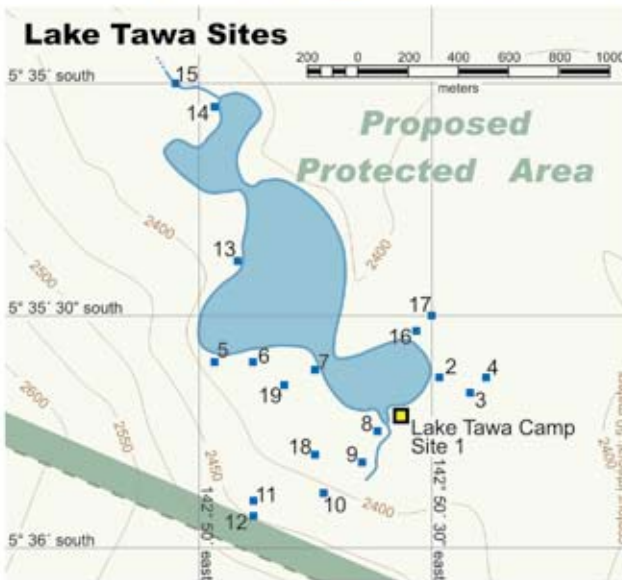 Lake Tawa Sites
200 0 200 400 600 800 1000
meters
5° 35´ south
15
14
Proposed
Protected Area
2400
2400
13
2500
5° 35´ 30" south
17
16
5
6
7
2
4
19
3
2600
8
Lake Tawa Camp
Site 1
2550
2450
18
9
2400
2400
11
10
12
142° 50´ east
142° 50´ 30" east
5° 36´ south
contour interval 50 meters